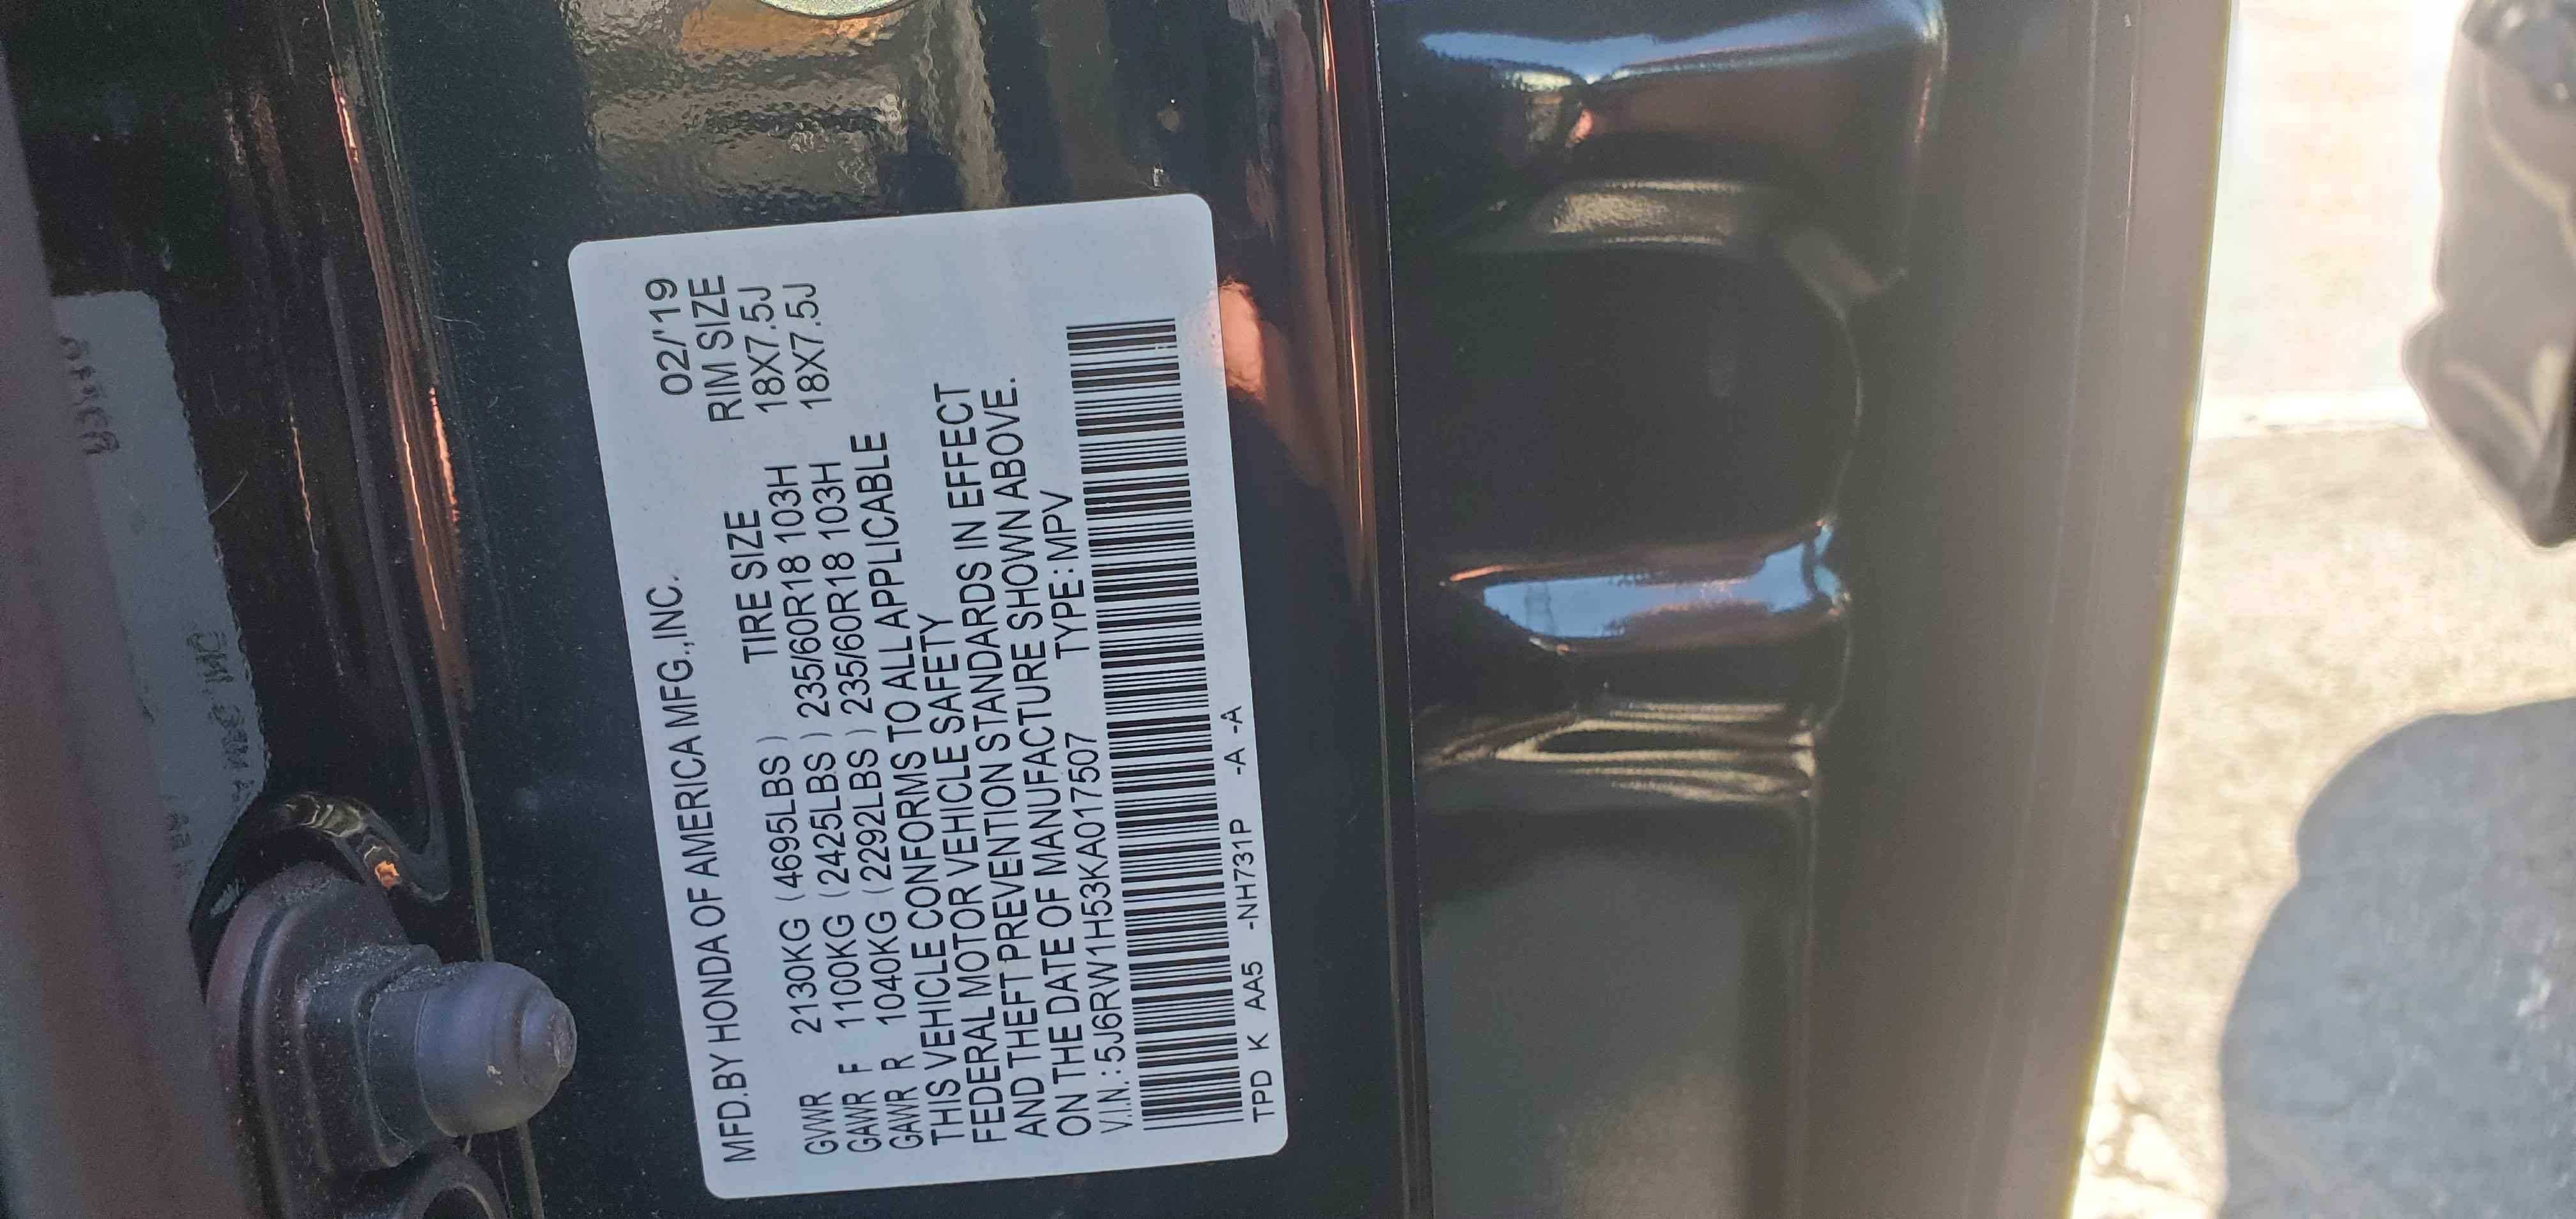 MFD.BY HONDA OF AMERICA MFG.,INC. 02/'19
TIRE SIZE RIM SIZE
GVWR 2130KG (4695LBS)
GAWR F 1100KG (2425LBS) 235/60R18 103H 18X7.5J
GAWR R 1040KG (2292LBS) 235/60R18 103H 18X7.5J
THIS VEHICLE CONFORMS TO ALL APPLICABLE
FEDERAL MOTOR VEHICLE SAFETY
AND THEFT PREVENTION STANDARDS IN EFFECT
ON THE DATE OF MANUFACTURE SHOWN ABOVE.
V.I.N.:5J6RW1H53KA017507 TYPE:MPV
TPD K AA5 -NH731P -A -A